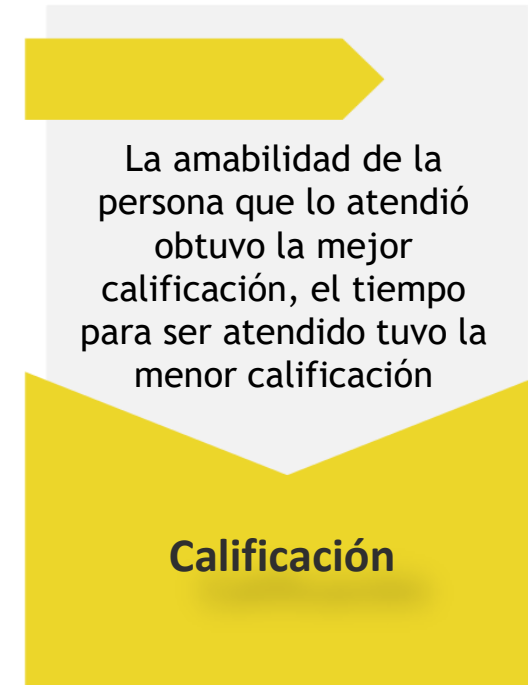 La amabilidad de la
persona que lo atendió
obtuvo la mejor
calificación, el tiempo
para ser atendido tuvo la
menor calificación
Calificación